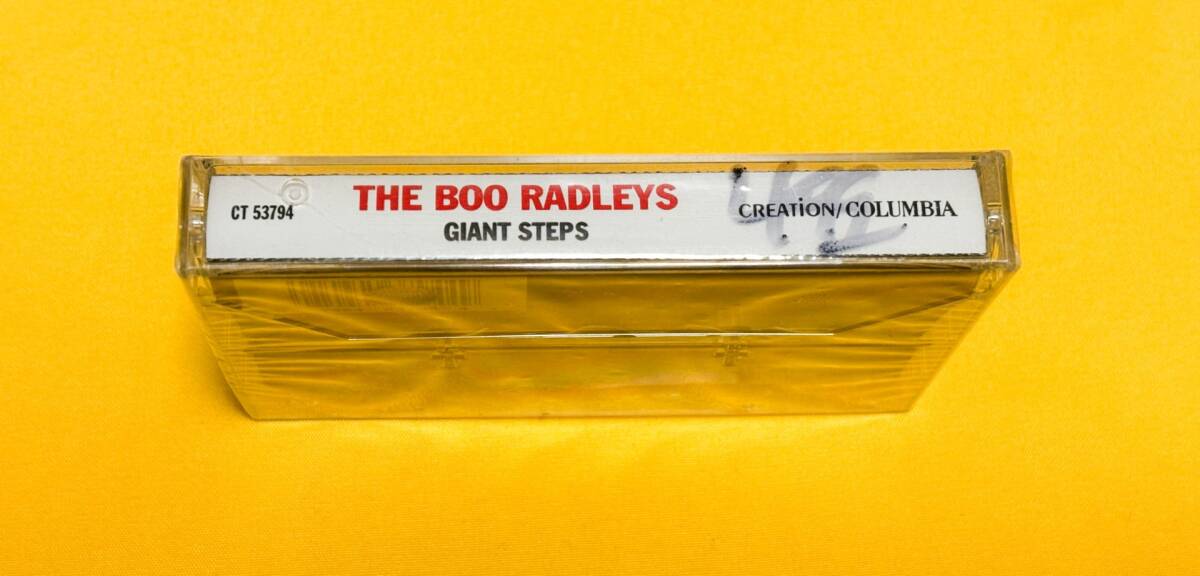 CT 53794
THE BOO RADLEYS
GIANT STEPS
CREATION/COLUMBIA